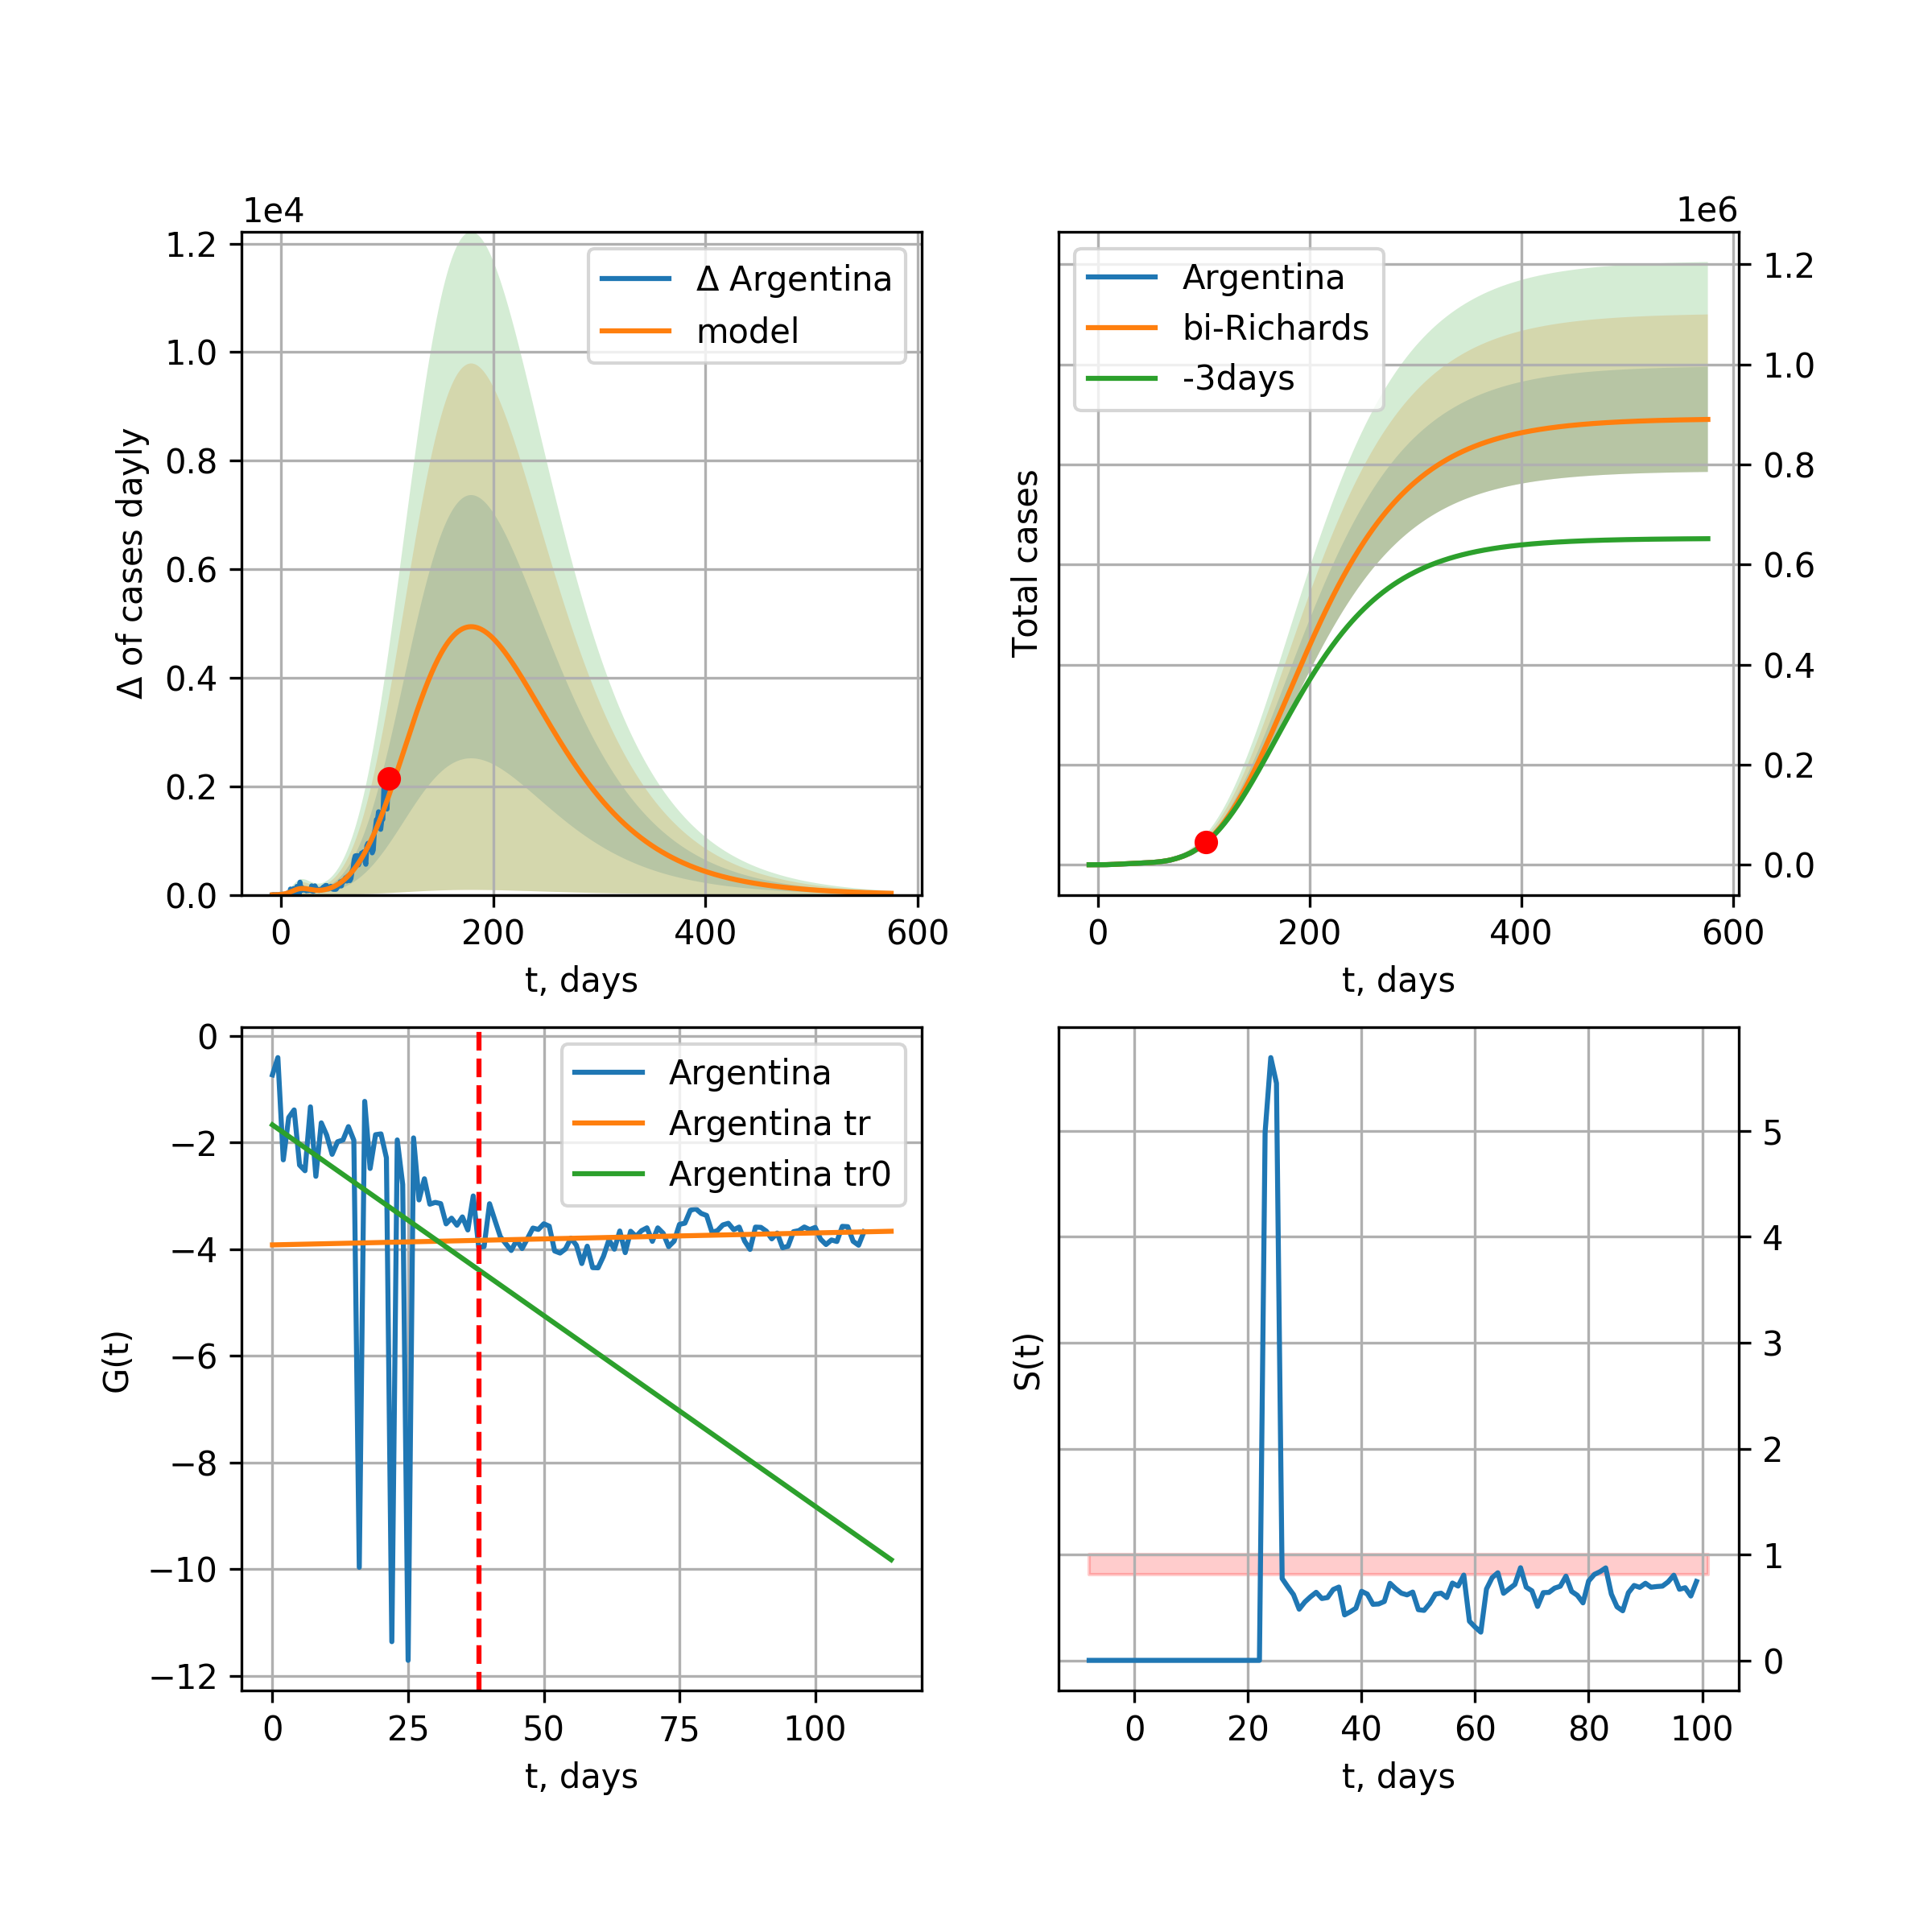 1e4
1.2
1.0
0.8
0.6
0.4
0.2
0.0
Δ of cases dayly
Δ Argentina
model
0 200 400 600
t, days
1e6
Argentina
bi-Richards
-3days
Total cases
1.2
1.0
0.8
0.6
0.4
0.2
0.0
0 200 400 600
t, days
0
−2
−4
−6
−8
−10
−12
G(t)
Argentina
Argentina tr
Argentina tr0
0 25 50 75 100
t, days
S(t)
5
4
3
2
1
0
0 20 40 60 80 100
t, days